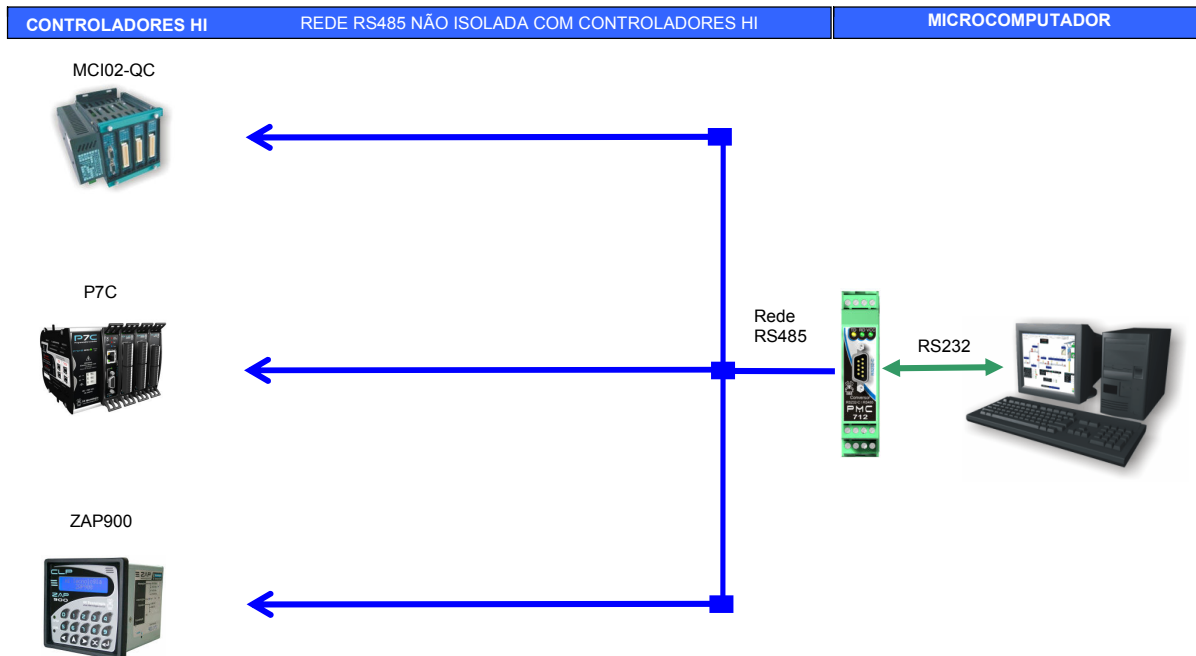 CONTROLADORES HI
REDE RS485 NÃO ISOLADA COM CONTROLADORES HI
MICROCOMPUTADOR
MCI02-QC
P7C
P7C
Rede
RS485
RS232
PMC
712
ZAP900
CLP
ZAP
900